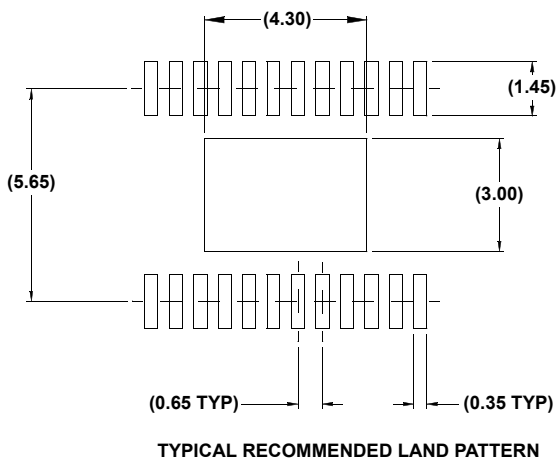 (4.30)
(1.45)
(5.65)
(3.00)
(0.65 TYP)
(0.35 TYP)
TYPICAL RECOMMENDED LAND PATTERN